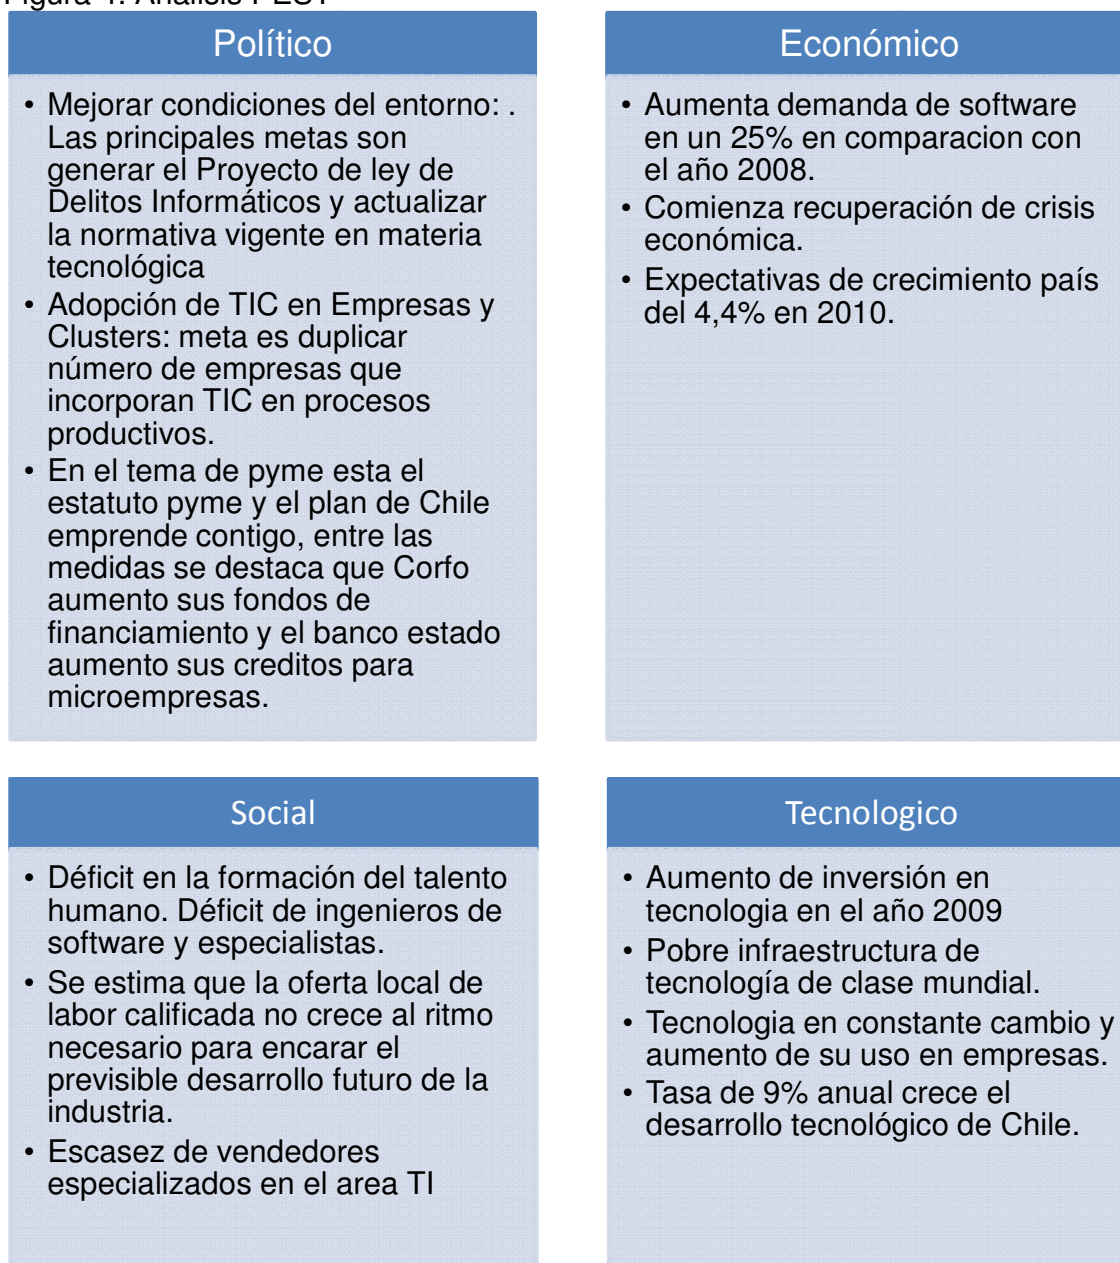 Figura 4. Análisis PEST
Político
• Mejorar condiciones del entorno: .
Las principales metas son
generar el Proyecto de ley de
Delitos Informáticos y actualizar
la normativa vigente en materia
tecnológica
• Adopción de TIC en Empresas y
Clusters: meta es duplicar
número de empresas que
incorporan TIC en procesos
productivos.
• En el tema de pyme esta el
estatuto pyme y el plan de Chile
emprende contigo, entre las
medidas se destaca que Corfo
aumento sus fondos de
financiamiento y el banco estado
aumento sus creditos para
microempresas.
Económico
• Aumenta demanda de software
en un 25% en comparacion con
el año 2008.
• Comienza recuperación de crisis
económica.
• Expectativas de crecimiento país
del 4,4% en 2010.
Social
• Déficit en la formación del talento
humano. Déficit de ingenieros de
software y especialistas.
• Se estima que la oferta local de
labor calificada no crece al ritmo
necesario para encarar el
previsible desarrollo futuro de la
industria.
• Escasez de vendedores
especializados en el area TI
Tecnologico
• Aumento de inversión en
tecnologia en el año 2009
• Pobre infraestructura de
tecnología de clase mundial.
• Tecnologia en constante cambio y
aumento de su uso en empresas.
• Tasa de 9% anual crece el
desarrollo tecnológico de Chile.